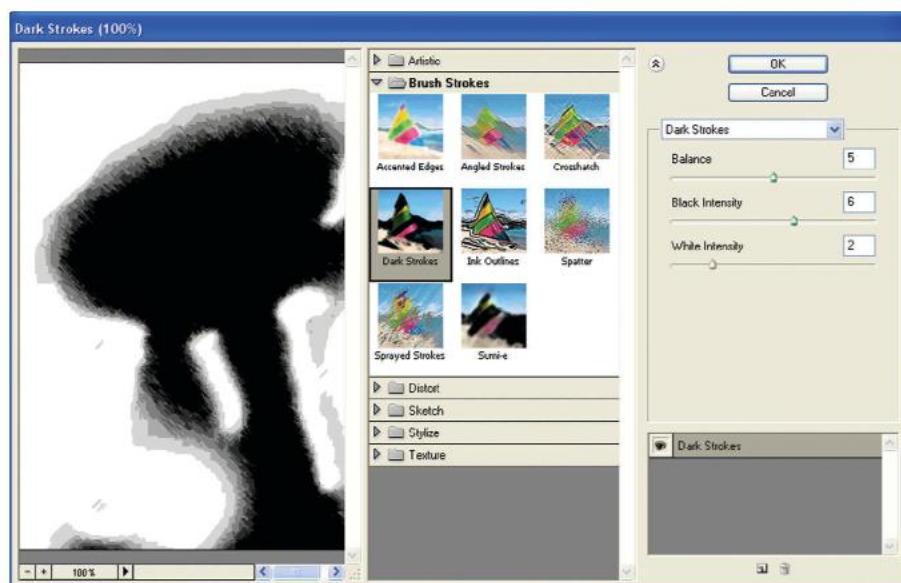 Dark Strokes (100%)
Artistic
Brush Strokes
Accented Edges
Angled Strokes
Crosshatch
Dark Strokes
Ink Outlines
Spatter
Sprayed Strokes
Sumi-e
Distort
Sketch
Stylize
Texture
- + 100%
OK
Cancel
Dark Strokes
Balance 5
Black Intensity 6
White Intensity 2
Dark Strokes